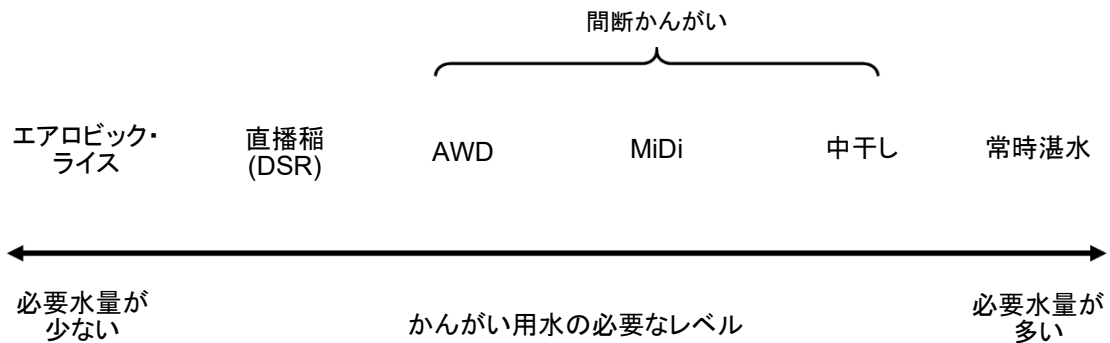 間断かんがい
エアロビック・
ライス
直播稲
(DSR)
AWD
MiDi
中干し
常時湛水
必要水量が
少ない
かんがい用水の必要なレベル
必要水量が
多い